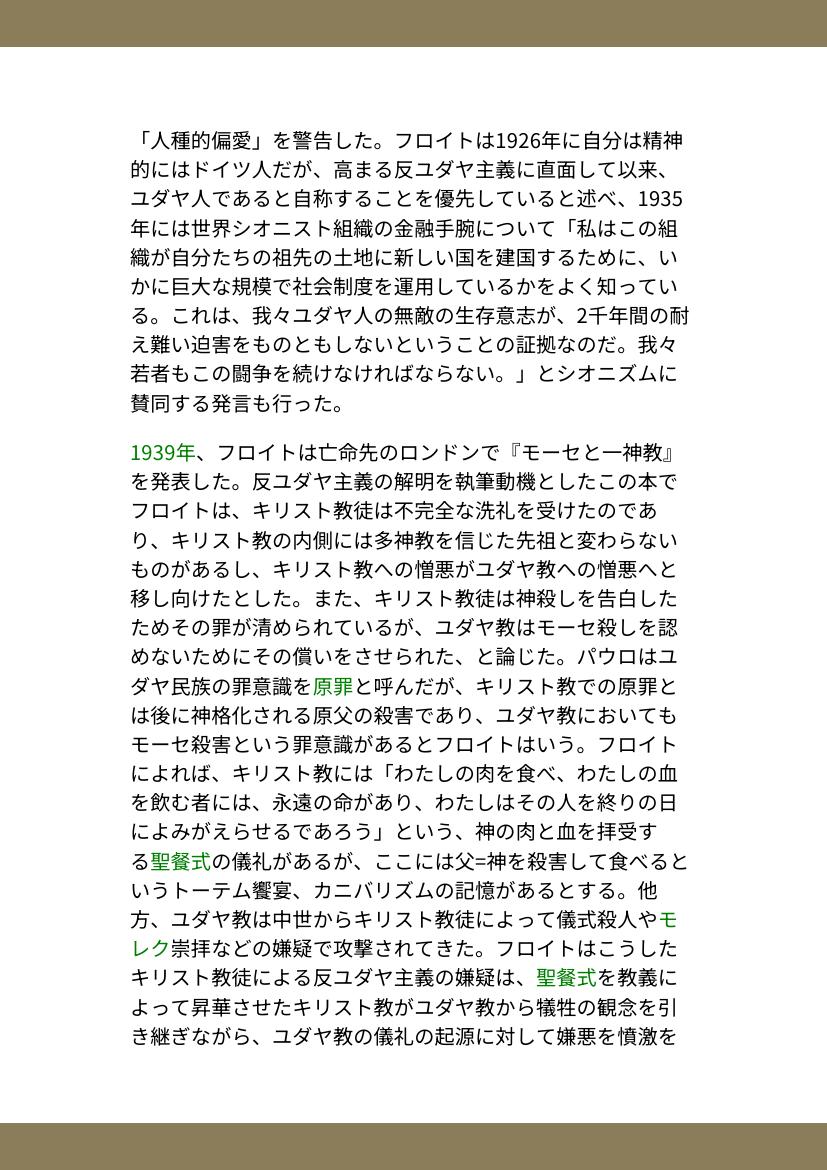 「人種的偏愛」を警告した。フロイトは1926年に自分は精神
的にはドイツ人だが、高まる反ユダヤ主義に直面して以来、
ユダヤ人であると自称することを優先していると述べ、1935
年には世界シオニスト組織の金融手腕について「私はこの組
織が自分たちの祖先の土地に新しい国を建国するために、い
かに巨大な規模で社会制度を運用しているかをよく知ってい
る。これは、我々ユダヤ人の無敵の生存意志が、2千年間の耐
え難い迫害をものともしないということの証拠なのだ。我々
若者もこの闘争を続けなければならない。」とシオニズムに
賛同する発言も行った。
1939年、フロイトは亡命先のロンドンで『モーセと一神教』
を発表した。反ユダヤ主義の解明を執筆動機としたこの本で
フロイトは、キリスト教徒は不完全な洗礼を受けたのであ
り、キリスト教の内側には多神教を信じた先祖と変わらない
ものがあるし、キリスト教への憎悪がユダヤ教への憎悪へと
移し向けたとした。また、キリスト教徒は神殺しを告白した
ためその罪が清められているが、ユダヤ教はモーセ殺しを認
めないためにその償いをさせられた、と論じた。パウロはユ
ダヤ民族の罪意識を原罪と呼んだが、キリスト教での原罪と
は後に神格化される原父の殺害であり、ユダヤ教においても
モーセ殺害という罪意識があるとフロイトはいう。フロイト
によれば、キリスト教には「わたしの肉を食べ、わたしの血
を飲む者には、永遠の命があり、わたしはその人を終りの日
によみがえらせるであろう」という、神の肉と血を拝受す
る聖餐式の儀礼があるが、ここには父=神を殺害して食べると
いうトーテム饗宴、カニバリズムの記憶があるとする。他
方、ユダヤ教は中世からキリスト教徒によって儀式殺人やモ
レク崇拝などの嫌疑で攻撃されてきた。フロイトはこうした
キリスト教徒による反ユダヤ主義の嫌疑は、聖餐式を教義に
よって昇華させたキリスト教がユダヤ教から犠牲の観念を引
き継ぎながら、ユダヤ教の儀礼の起源に対して嫌悪を憤激を